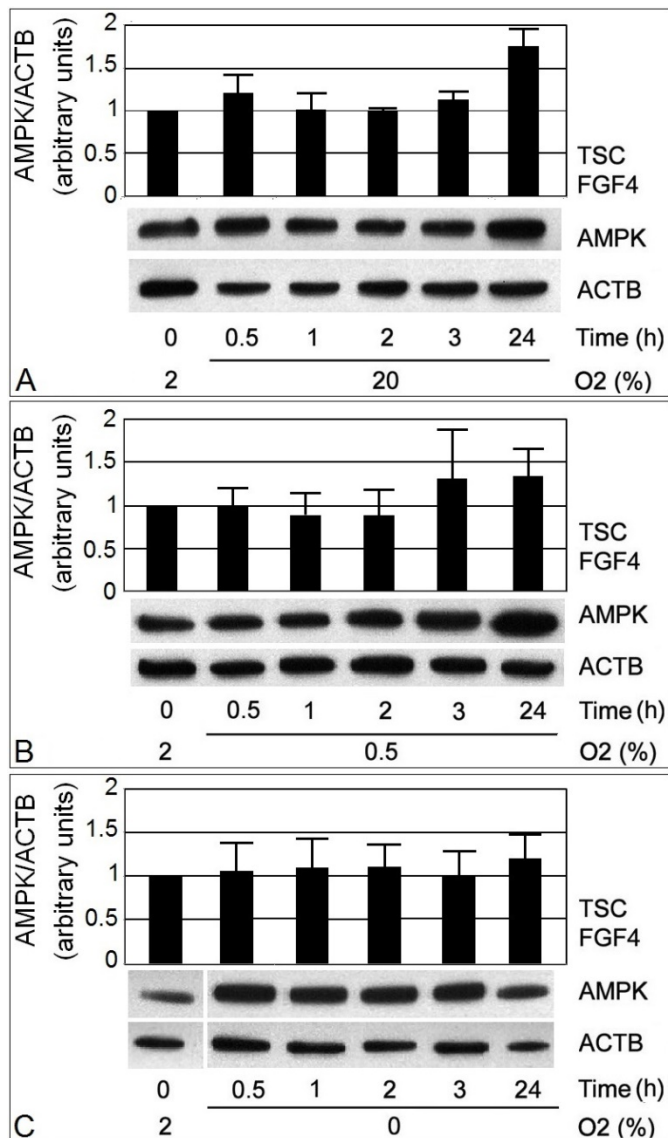 AMPK/ACTB
(arbitrary units)
2
1.5
1
0.5
0
TSC
FGF4
AMPK
ACTB
0 0.5 1 2 3 24 Time (h)
2 20 O2 (%)
A
AMPK/ACTB
(arbitrary units)
2
1.5
1
0.5
0
TSC
FGF4
AMPK
ACTB
0 0.5 1 2 3 24 Time (h)
2 0.5 O2 (%)
B
AMPK/ACTB
(arbitrary units)
2
1.5
1
0.5
0
TSC
FGF4
AMPK
ACTB
0 0.5 1 2 3 24 Time (h)
2 0 O2 (%)
C